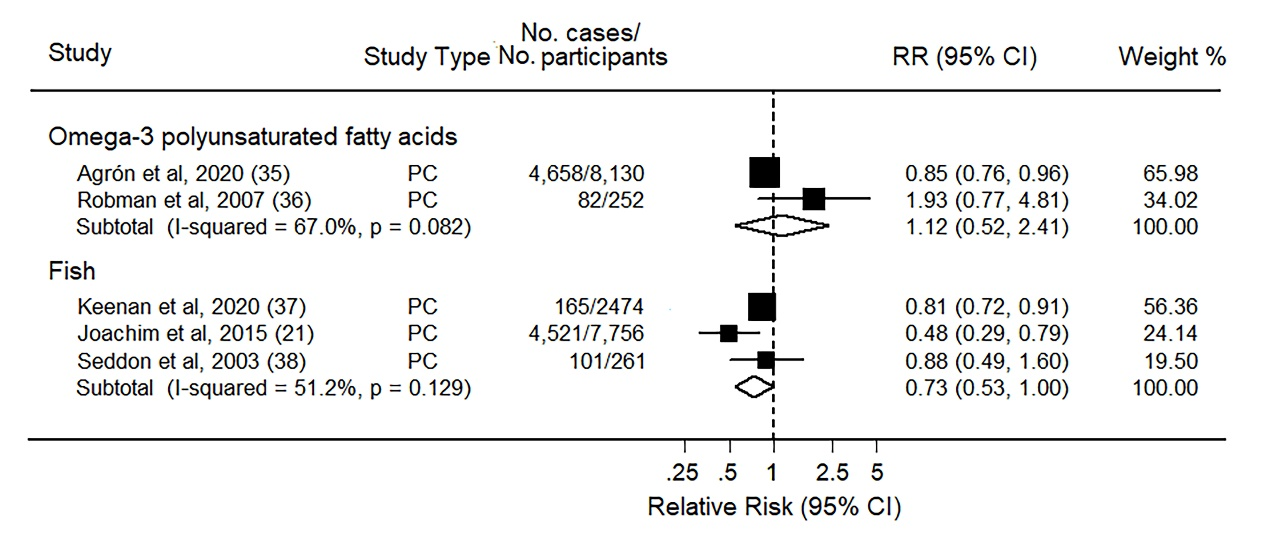 Study Study Type No. cases/ No. participants RR (95% CI) Weight %
Omega-3 polyunsaturated fatty acids
Agrón et al, 2020 (35) PC 4,658/8,130 0.85 (0.76, 0.96) 65.98
Robman et al, 2007 (36) PC 82/252 1.93 (0.77, 4.81) 34.02
Subtotal (I-squared = 67.0%, p = 0.082) 1.12 (0.52, 2.41) 100.00
Fish
Keenan et al, 2020 (37) PC 165/2474 0.81 (0.72, 0.91) 56.36
Joachim et al, 2015 (21) PC 4,521/7,756 0.48 (0.29, 0.79) 24.14
Seddon et al, 2003 (38) PC 101/261 0.88 (0.49, 1.60) 19.50
Subtotal (I-squared = 51.2%, p = 0.129) 0.73 (0.53, 1.00) 100.00
.25 .5 1 2.5 5
Relative Risk (95% CI)